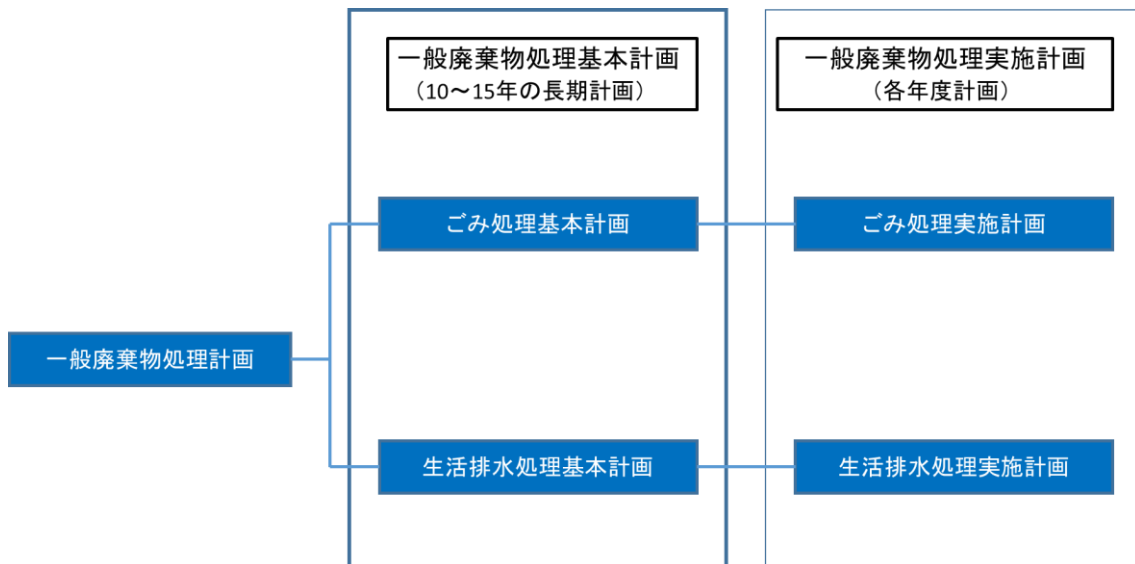 一般廃棄物処理基本計画
（10～15年の長期計画）
一般廃棄物処理実施計画
（各年度計画）
ごみ処理基本計画
ごみ処理実施計画
一般廃棄物処理計画
生活排水処理基本計画
生活排水処理実施計画